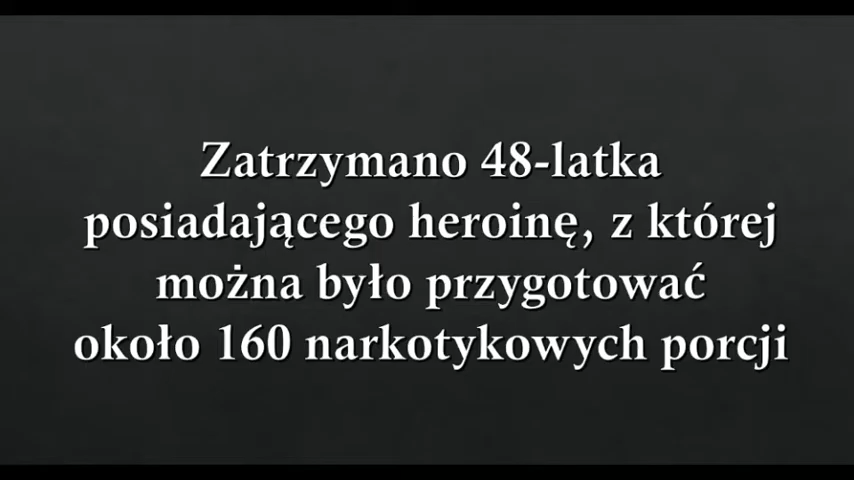 Zatrzymano 48-latka
posiadającego heroinę, z której
można było przygotować
około 160 narkotykowych porcji